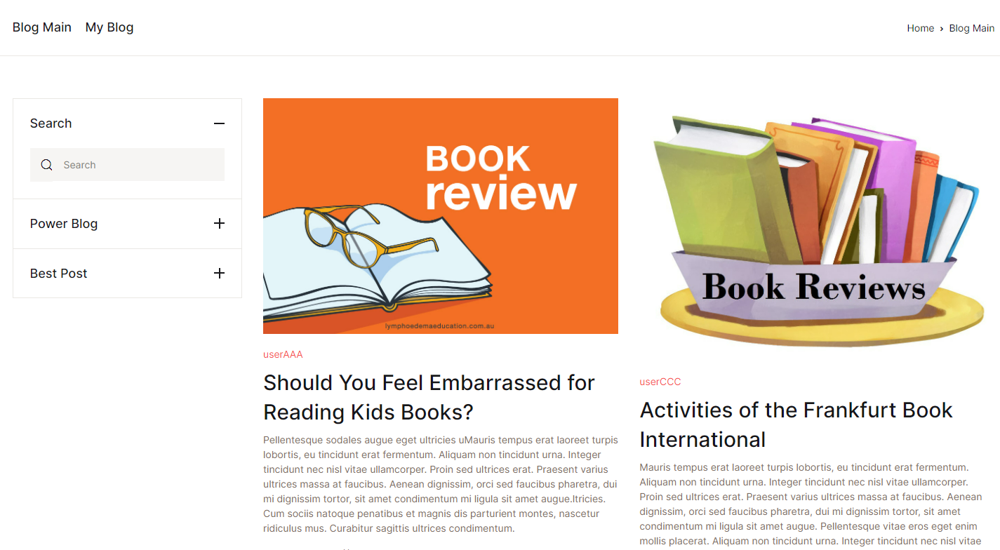 Blog Main My Blog
Home › Blog Main
Search
Search
Power Blog
Best Post
BOOK
review
lymphoedemaeducation.com.au
userAAA
Should You Feel Embarrassed for
Reading Kids Books?
Pellentesque sodales augue eget ultricies uMauris tempus erat laoreet turpis
lobortis, eu tincidunt erat fermentum. Aliquam non tincidunt urna. Integer
tincidunt nec nisl vitae ullamcorper. Proin sed ultrices erat. Praesent varius
ultrices massa at faucibus. Aenean dignissim, orci sed faucibus pharetra, dui
mi dignissim tortor, sit amet condimentum mi ligula sit amet augue.ltricies.
Cum sociis natoque penatibus et magnis dis parturient montes, nascetur
ridiculus mus. Curabitur sagittis ultrices condimentum.
Book Reviews
userCCC
Activities of the Frankfurt Book
International
Mauris tempus erat laoreet turpis lobortis, eu tincidunt erat fermentum.
Aliquam non tincidunt urna. Integer tincidunt nec nisl vitae ullamcorper.
Proin sed ultrices erat. Praesent varius ultrices massa at faucibus. Aenean
dignissim, orci sed faucibus pharetra, dui mi dignissim tortor, sit amet
condimentum mi ligula sit amet augue. Pellentesque vitae eros eget enim
mollis placerat. Aliquam non tincidunt urna. Integer tincidunt nec nisl vitae